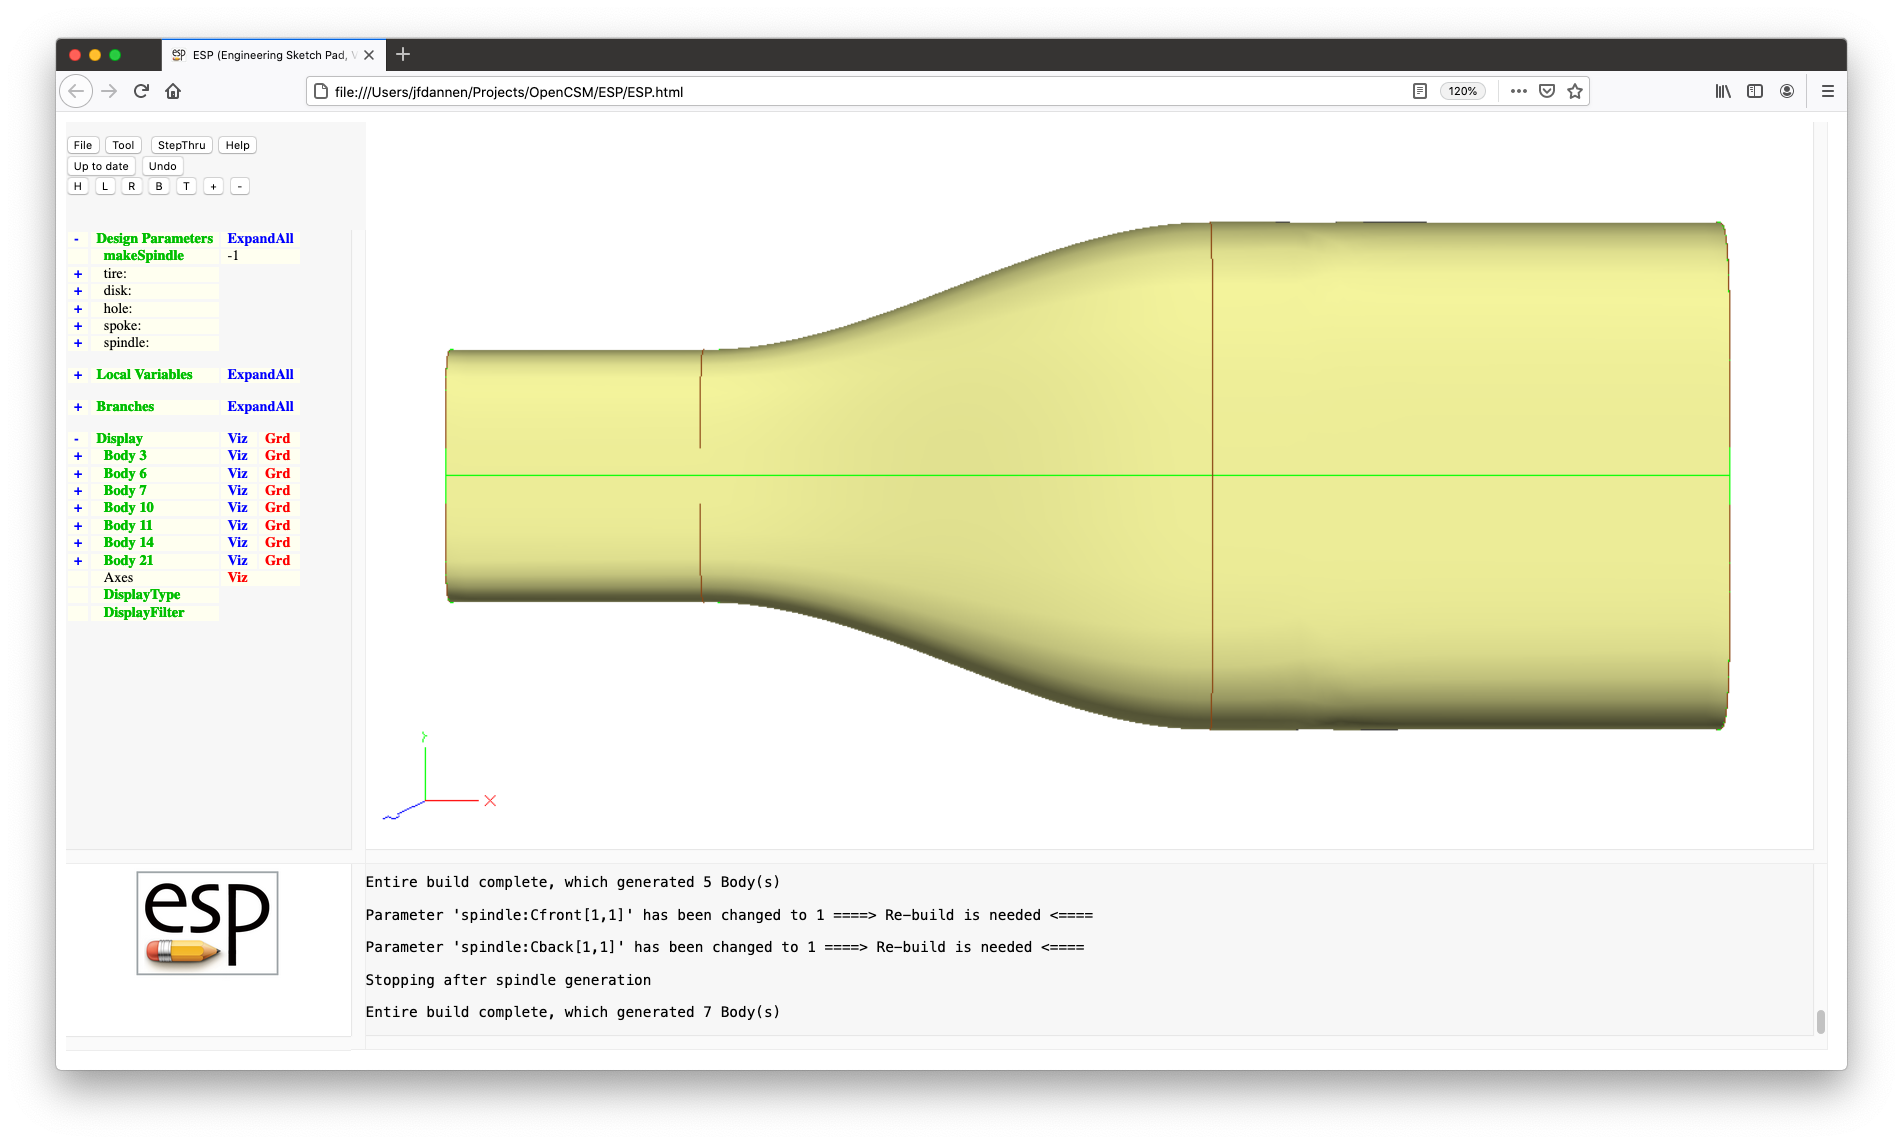 esp ESP (Engineering Sketch Pad, V
file:///Users/jfdannen/Projects/OpenCSM/ESP/ESP.html 120%
File Tool StepThru Help
Up to date Undo
H L R B T + -
- Design Parameters ExpandAll
makeSpindle -1
+ tire:
+ disk:
+ hole:
+ spoke:
+ spindle:
+ Local Variables ExpandAll
+ Branches ExpandAll
- Display Viz Grd
+ Body 3 Viz Grd
+ Body 6 Viz Grd
+ Body 7 Viz Grd
+ Body 10 Viz Grd
+ Body 11 Viz Grd
+ Body 14 Viz Grd
+ Body 21 Viz Grd
Axes Viz
DisplayType
DisplayFilter
Y
X
esp
Entire build complete, which generated 5 Body(s)
Parameter 'spindle:Cfront[1,1]' has been changed to 1 ====> Re-build is needed <====
Parameter 'spindle:Cback[1,1]' has been changed to 1 ====> Re-build is needed <====
Stopping after spindle generation
Entire build complete, which generated 7 Body(s)